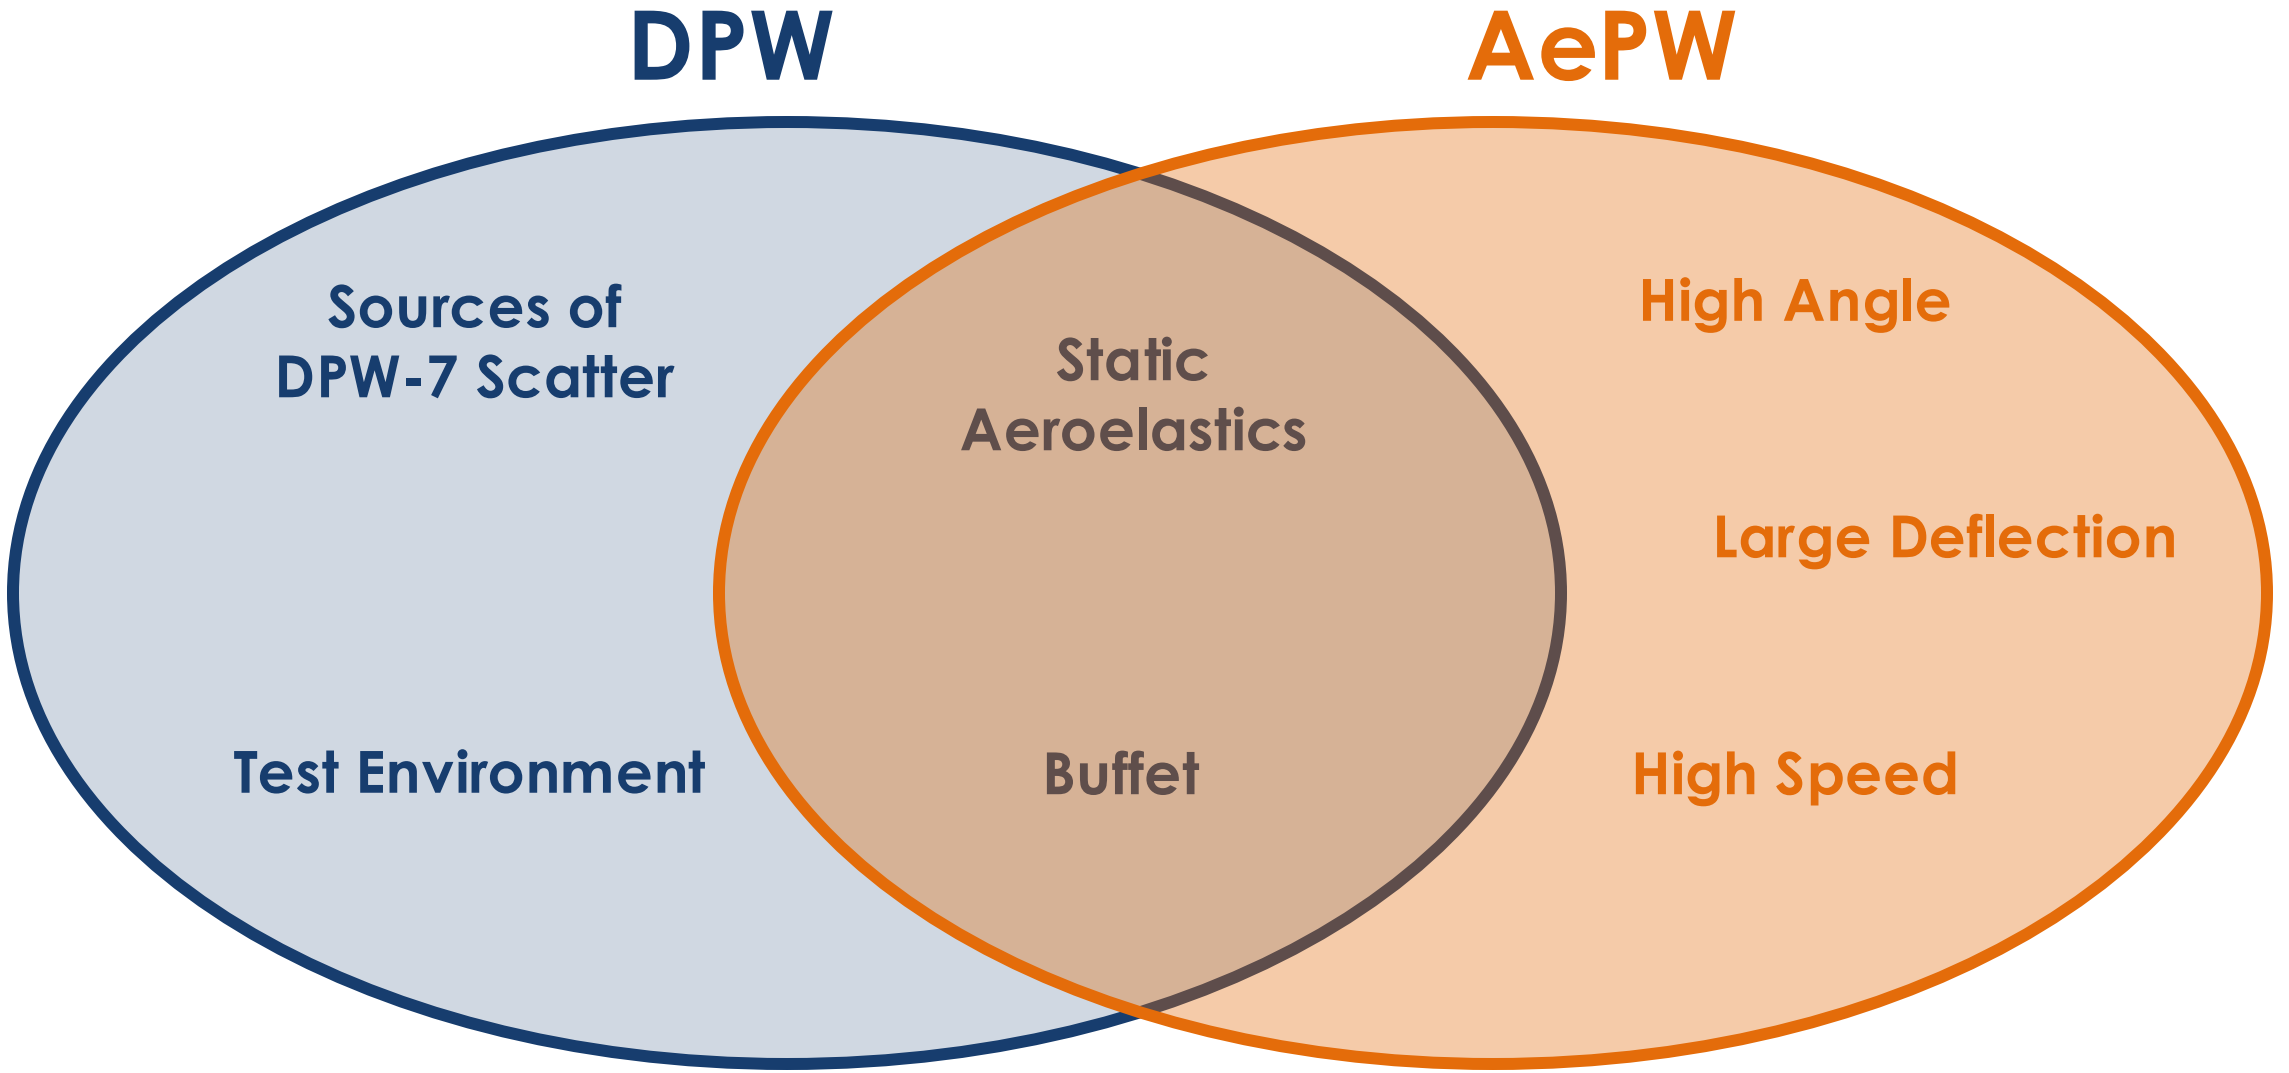 DPW
AePW
Sources of
DPW-7 Scatter
Test Environment
Static
Aeroelastics
Buffet
High Angle
Large Deflection
High Speed